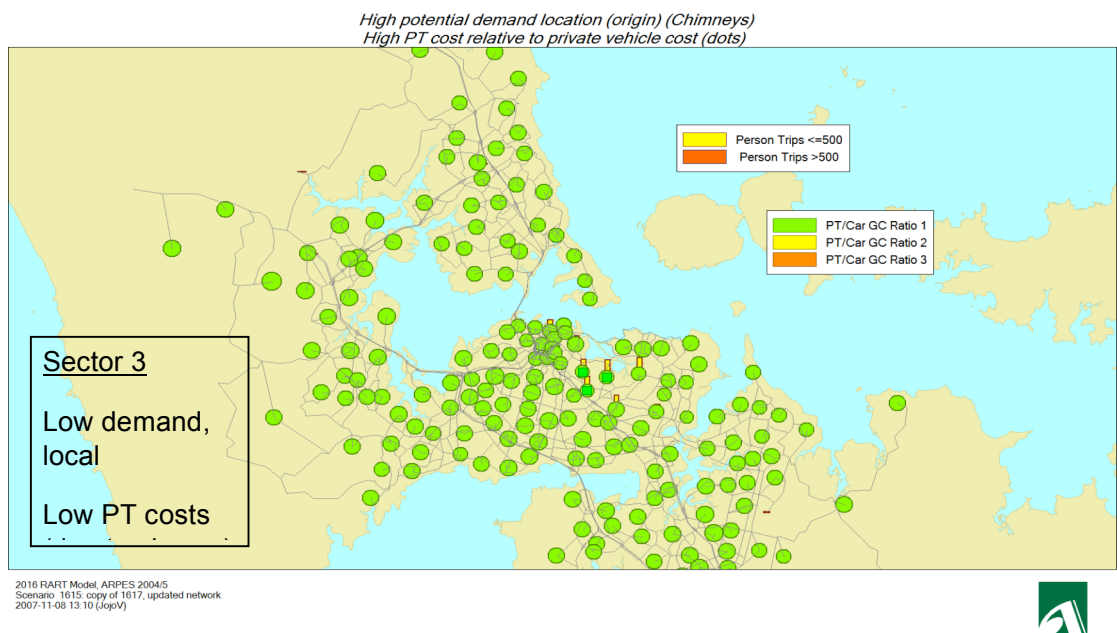 High potential demand location (origin) (Chimneys)
High PT cost relative to private vehicle cost (dots)
Person Trips <=500
Person Trips >500
PT/Car GC Ratio 1
PT/Car GC Ratio 2
PT/Car GC Ratio 3
Sector 3
Low demand,
local
Low PT costs
2016 RART Model, ARPES 2004/5
Scenario 1615: copy of 1617, updated network
2007-11-08 13:10 (JojoV)